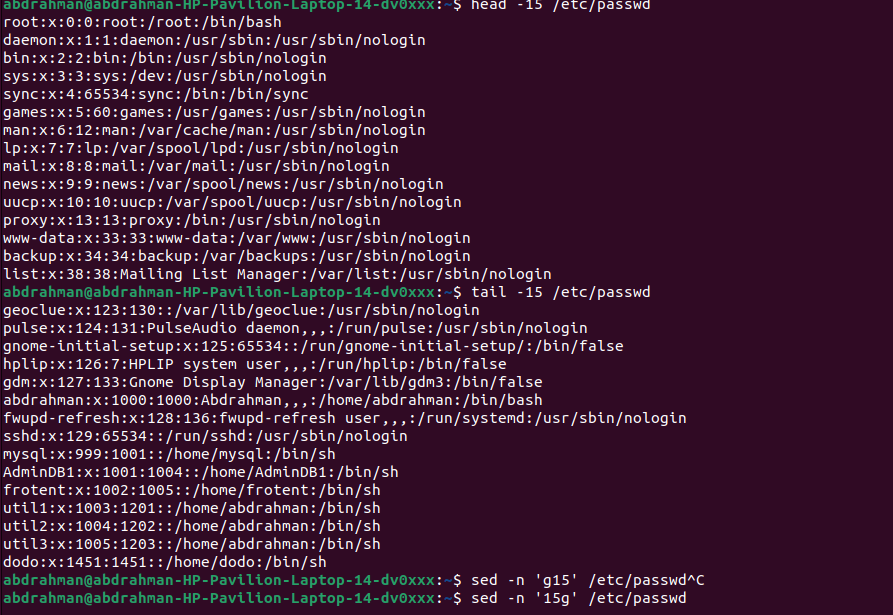 abdrahman@abdrahman-HP-Pavilion-Laptop-14-dv0xxx:~$ head -15 /etc/passwd
root:x:0:0:root:/root:/bin/bash
daemon:x:1:1:daemon:/usr/sbin:/usr/sbin/nologin
bin:x:2:2:bin:/bin:/usr/sbin/nologin
sys:x:3:3:sys:/dev:/usr/sbin/nologin
sync:x:4:65534:sync:/bin:/bin/sync
games:x:5:60:games:/usr/games:/usr/sbin/nologin
man:x:6:12:man:/var/cache/man:/usr/sbin/nologin
lp:x:7:7:lp:/var/spool/lpd:/usr/sbin/nologin
mail:x:8:8:mail:/var/mail:/usr/sbin/nologin
news:x:9:9:news:/var/spool/news:/usr/sbin/nologin
uucp:x:10:10:uucp:/var/spool/uucp:/usr/sbin/nologin
proxy:x:13:13:proxy:/bin:/usr/sbin/nologin
www-data:x:33:33:www-data:/var/www:/usr/sbin/nologin
backup:x:34:34:backup:/var/backups:/usr/sbin/nologin
list:x:38:38:Mailing List Manager:/var/list:/usr/sbin/nologin
abdrahman@abdrahman-HP-Pavilion-Laptop-14-dv0xxx:~$ tail -15 /etc/passwd
geoclue:x:123:130::/var/lib/geoclue:/usr/sbin/nologin
pulse:x:124:131:PulseAudio daemon,,,:/run/pulse:/usr/sbin/nologin
gnome-initial-setup:x:125:65534::/run/gnome-initial-setup/:/bin/false
hplip:x:126:7:HPLIP system user,,,:/run/hplip:/bin/false
gdm:x:127:133:Gnome Display Manager:/var/lib/gdm3:/bin/false
abdrahman:x:1000:1000:Abdrahman,,,:/home/abdrahman:/bin/bash
fwupd-refresh:x:128:136:fwupd-refresh user,,,:/run/systemd:/usr/sbin/nologin
sshd:x:129:65534::/run/sshd:/usr/sbin/nologin
mysql:x:999:1001::/home/mysql:/bin/sh
AdminDB1:x:1001:1004::/home/AdminDB1:/bin/sh
frotent:x:1002:1005::/home/frotent:/bin/sh
util1:x:1003:1201::/home/abdrahman:/bin/sh
util2:x:1004:1202::/home/abdrahman:/bin/sh
util3:x:1005:1203::/home/abdrahman:/bin/sh
dodo:x:1451:1451::/home/dodo:/bin/sh
abdrahman@abdrahman-HP-Pavilion-Laptop-14-dv0xxx:~$ sed -n 'g15' /etc/passwd^C
abdrahman@abdrahman-HP-Pavilion-Laptop-14-dv0xxx:~$ sed -n '15g' /etc/passwd